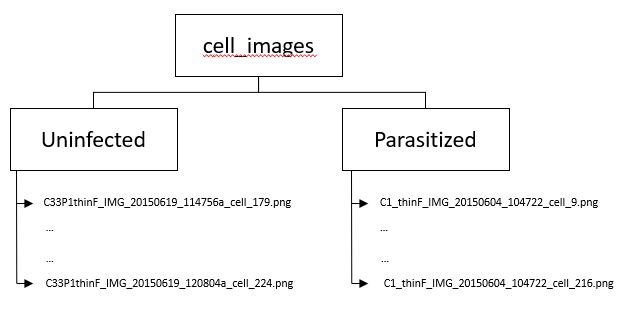 cell_images
Uninfected
Parasitized
C33P1thinF_IMG_20150619_114756a_cell_179.png
...
...
C33P1thinF_IMG_20150619_120804a_cell_224.png
C1_thinF_IMG_20150604_104722_cell_9.png
...
...
C1_thinF_IMG_20150604_104722_cell_216.png